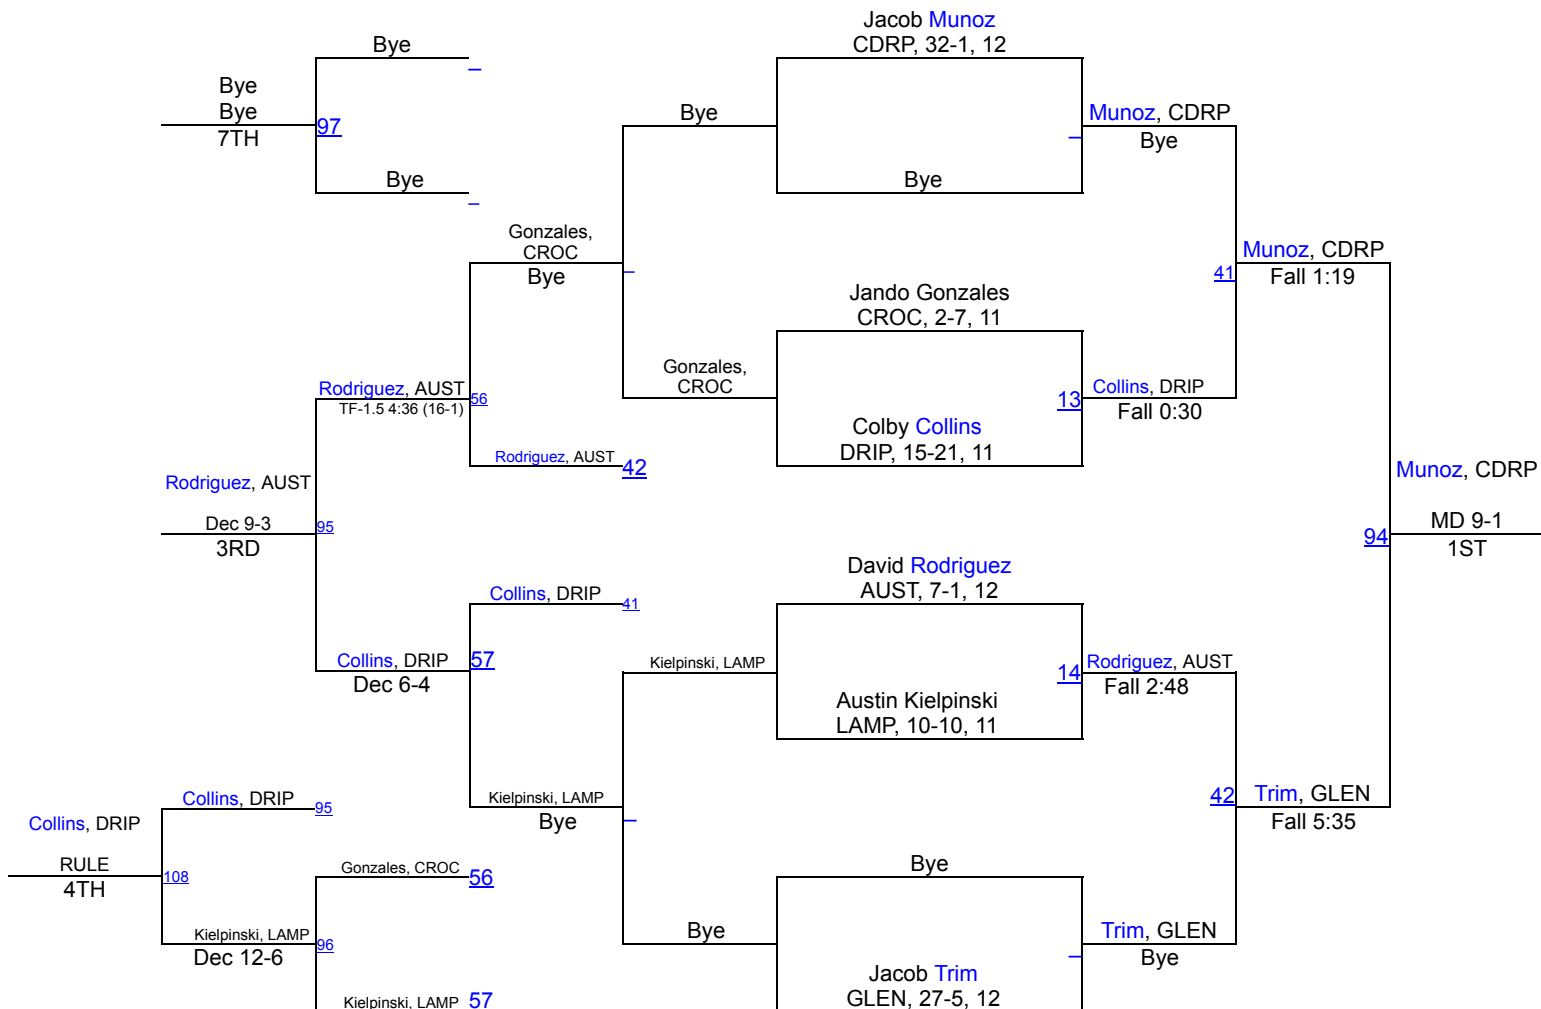 Jacob Munoz
CDRP, 32-1, 12
Bye
Bye
Bye
97
7TH
Bye
Bye
Munoz, CDRP
Bye
Bye
Gonzales,
CROC
Bye
Munoz, CDRP
Fall 1:19
41
Jando Gonzales
CROC, 2-7, 11
Gonzales,
CROC
Rodriguez, AUST
TF-1.5 4:36 (16-1)
56
13
Collins, DRIP
Fall 0:30
Colby Collins
DRIP, 15-21, 11
Rodriguez, AUST
42
Rodriguez, AUST
Dec 9-3
3RD
95
Munoz, CDRP
MD 9-1
1ST
94
David Rodriguez
AUST, 7-1, 12
Collins, DRIP
41
Collins, DRIP
Dec 6-4
57
Kielpinski, LAMP
14
Rodriguez, AUST
Fall 2:48
Austin Kielpinski
LAMP, 10-10, 11
Kielpinski, LAMP
Bye
42
Trim, GLEN
Fall 5:35
Collins, DRIP
95
Collins, DRIP
RULE
4TH
108
Gonzales, CROC
56
Bye
Kielpinski, LAMP
Dec 12-6
96
Bye
Trim, GLEN
Bye
Jacob Trim
GLEN, 27-5, 12
Kielpinski, LAMP
57